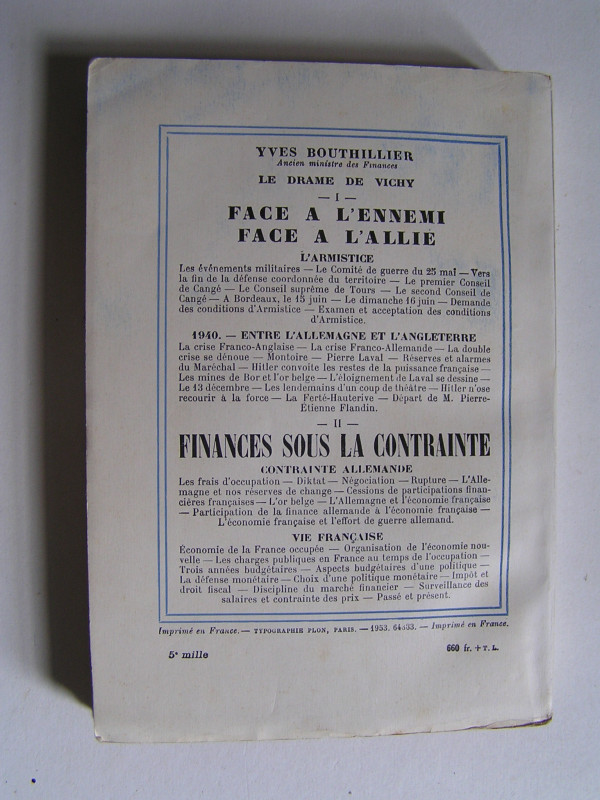 YVES BOUTHILLIER
Ancien ministre des Finances
LE DRAME DE VICHY
— I —
FACE A L'ENNEMI
FACE A L'ALLIÉ
L'ARMISTICE
Les événements militaires — Le Comité de guerre du 25 mai — Vers
la fin de la défense coordonnée du territoire — Le premier Conseil
de Cangé — Le Conseil suprême de Tours — Le second Conseil de
Cangé — A Bordeaux, le 15 juin — Le dimanche 16 juin — Demande
des conditions d'Armistice — Examen et acceptation des conditions
d'Armistice.
1940. — ENTRE L'ALLEMAGNE ET L'ANGLETERRE
La crise Franco-Anglaise — La crise Franco-Allemande — La double
crise se dénoue — Montoire — Pierre Laval — Réserves et alarmes
du Maréchal — Hitler convoite les restes de la puissance française —
Les mines de Bor et l'or belge — L'éloignement de Laval se dessine —
Le 13 décembre — Les lendemains d'un coup de théâtre — Hitler n'ose
recourir à la force — La Ferté-Hauterive — Départ de M. Pierre-
Étienne Flandin.
— II —
FINANCES SOUS LA CONTRAINTE
CONTRAINTE ALLEMANDE
Les frais d'occupation — Diktat — Négociation — Rupture — L'Alle-
magne et nos réserves de change — Cessions de participations finan-
cières françaises — L'or belge — L'Allemagne et l'économie française
— Participation de la finance allemande à l'économie française —
L'économie française et l'effort de guerre allemand.
VIE FRANÇAISE
Économie de la France occupée — Organisation de l'économie nou-
velle — Les charges publiques en France au temps de l'occupation —
Trois années budgétaires — Aspects budgétaires d'une politique —
La défense monétaire — Choix d'une politique monétaire — Impôt et
droit fiscal — Discipline du marché financier — Surveillance des
salaires et contrainte des prix — Passé et présent.
Imprimé en France. — TYPOGRAPHIE PLON, PARIS. — 1953. 64333. — Imprimé en France.
5e mille
660 fr. + T. L.